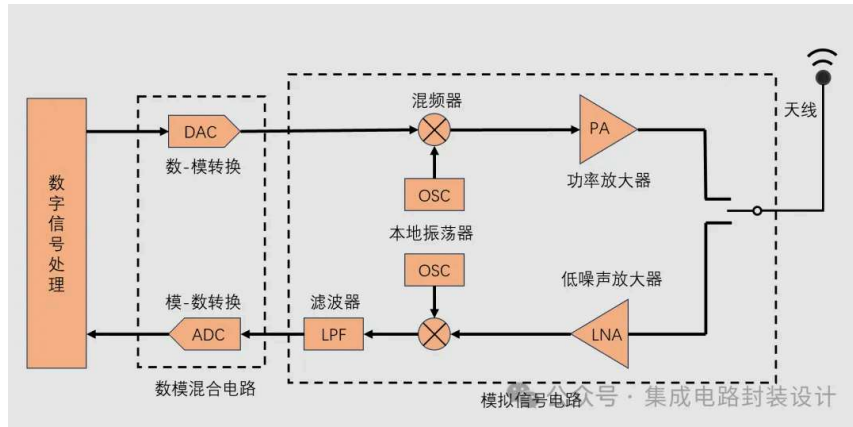 混频器
天线
DAC
PA
数-模转换
功率放大器
OSC
数字信号处理
本地振荡器
OSC
低噪声放大器
模-数转换
滤波器
ADC
LPF
LNA
数模混合电路
模拟信号电路
公众号 · 集成电路封装设计